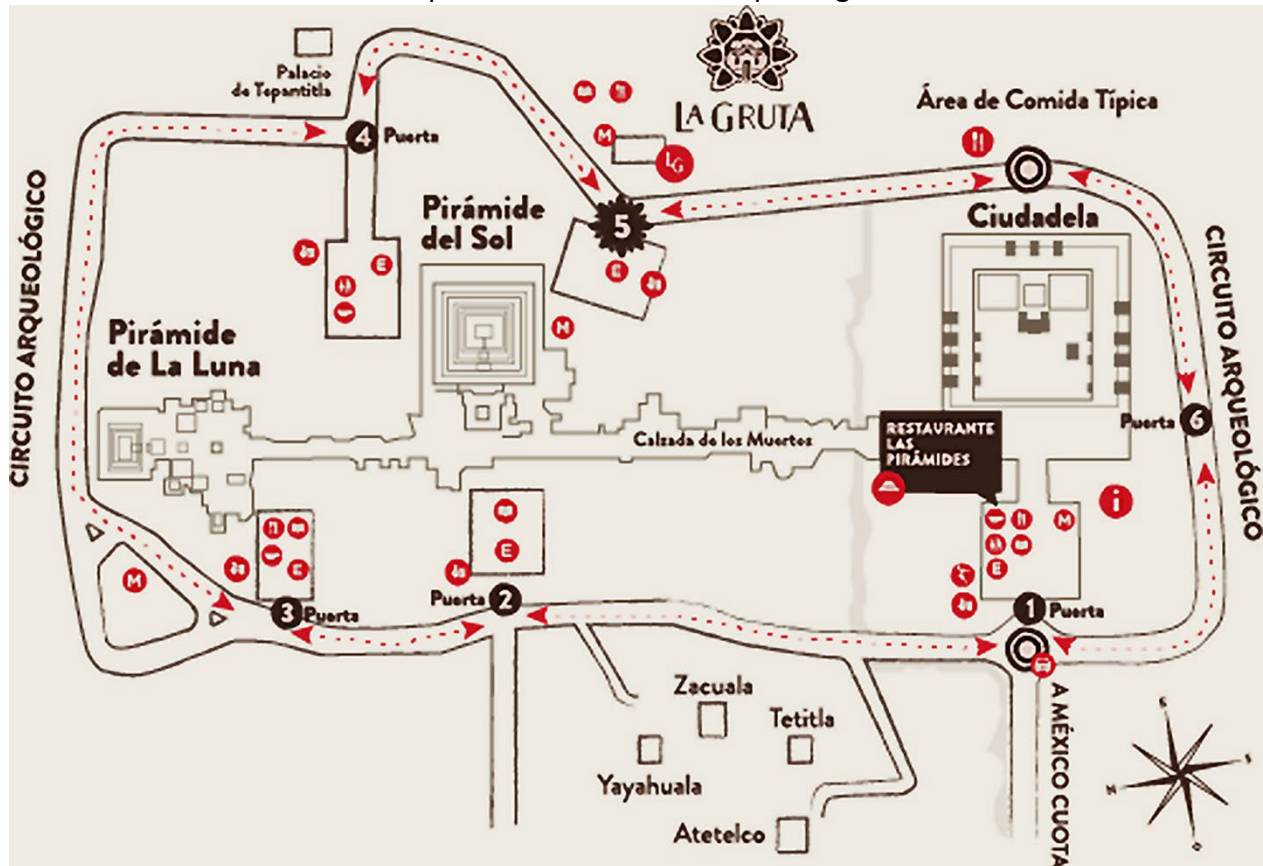 Palacio
de Tepantitla
LA GRUTA
Área de Comida Típica
4 Puerta
M
LG
CIRCUITO ARQUEOLÓGICO
Pirámide
del Sol
5
Ciudadela
CIRCUITO ARQUEOLÓGICO
E
E
Pirámide
de La Luna
M
Puerta 6
Calzada de los Muertos
RESTAURANTE
LAS
PIRÁMIDES
i
M
E
E
E
M
3 Puerta
Puerta 2
1 Puerta
Zacuala
Tetitla
Yayahuala
Atetelco
A MÉXICO CUOTA
N